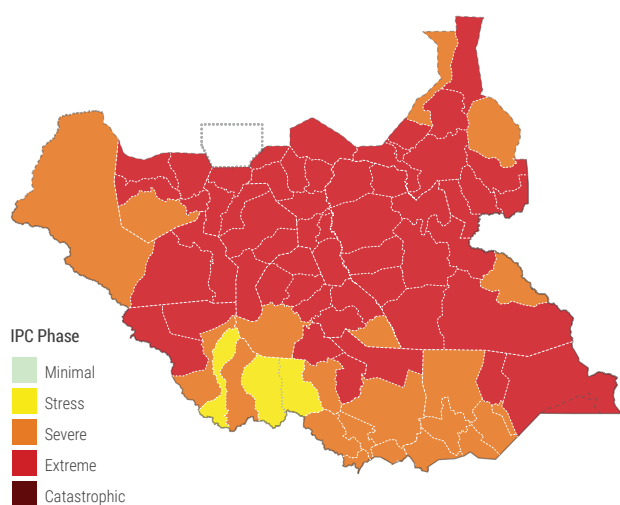 IPC Phase
Minimal
Stress
Severe
Extreme
Catastrophic